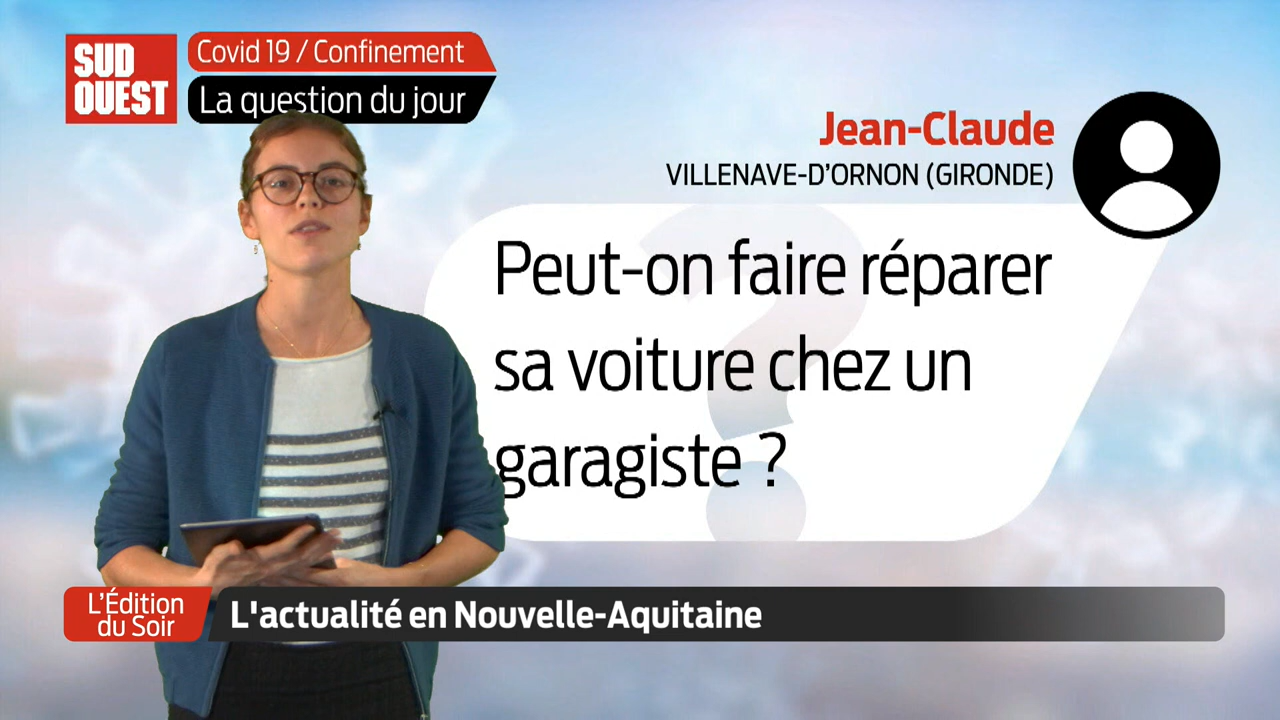 SUD
OUEST
Covid 19 / Confinement
La question du jour
Jean-Claude
VILLENAVE-D'ORNON (GIRONDE)
Peut-on faire réparer
sa voiture chez un
garagiste ?
L'Édition
du Soir
L'actualité en Nouvelle-Aquitaine